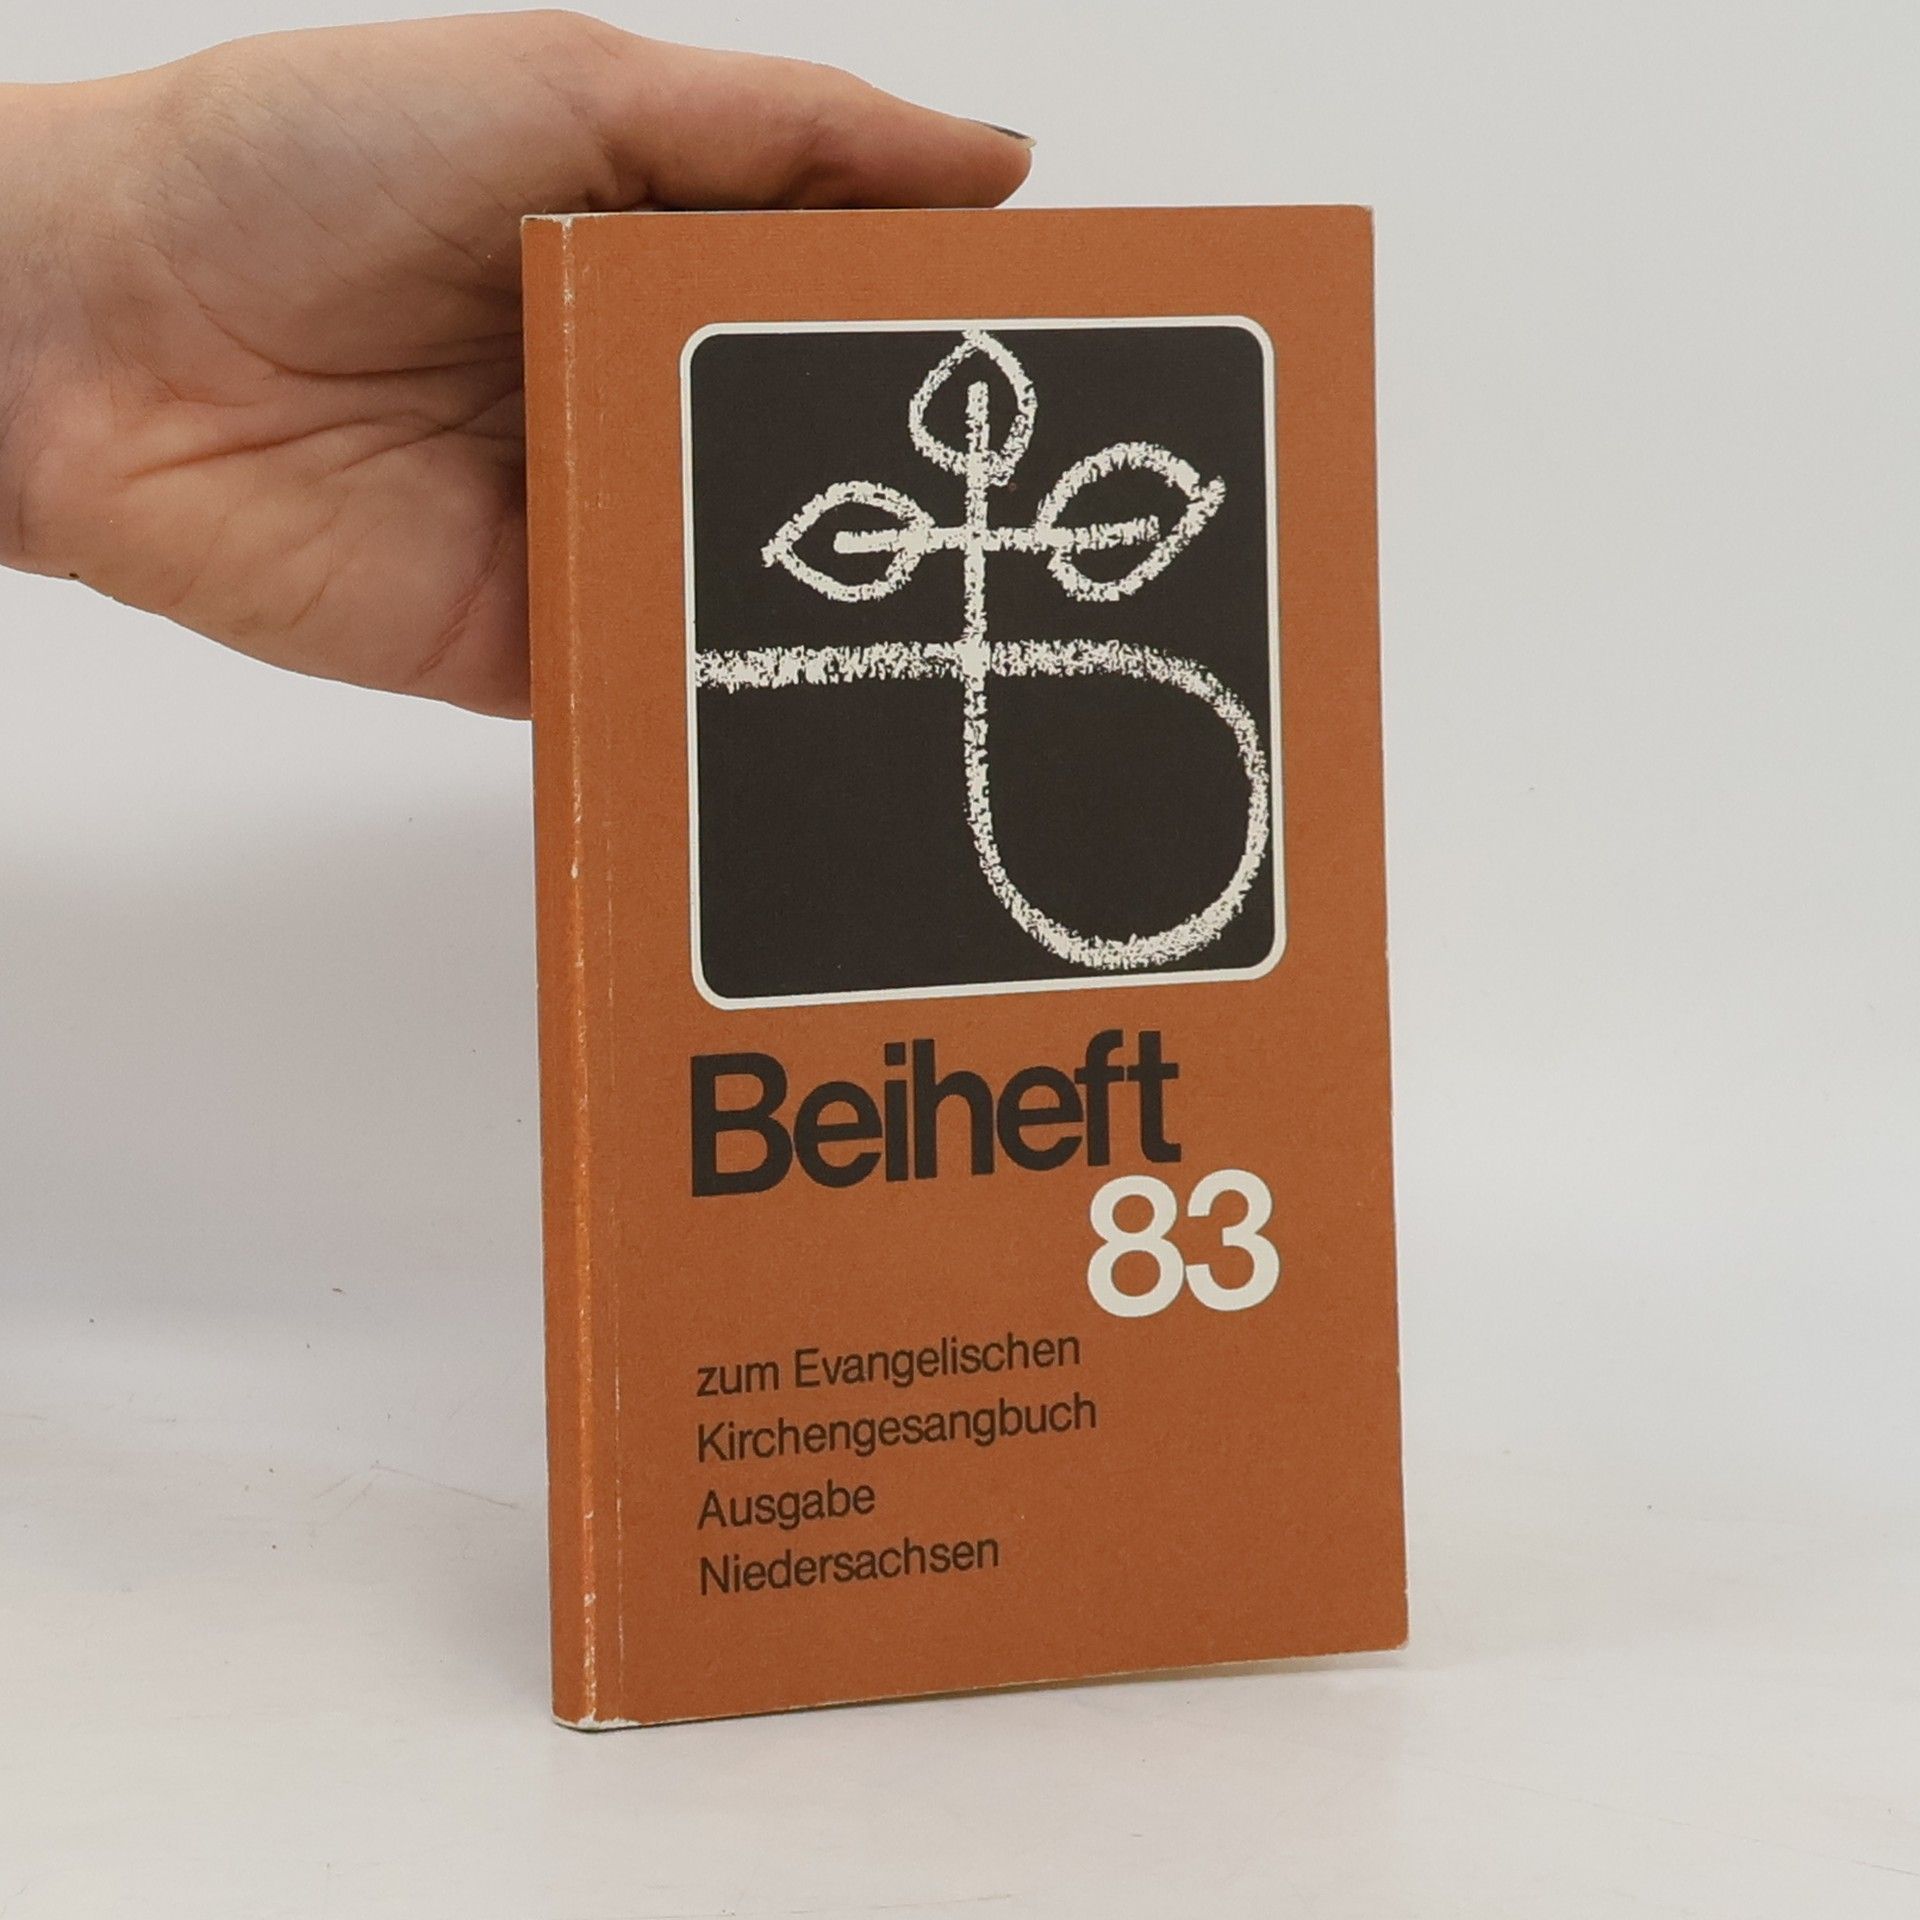 Beiheft
83
zum Evangelischen
Kirchengesangbuch
Ausgabe
Niedersachsen